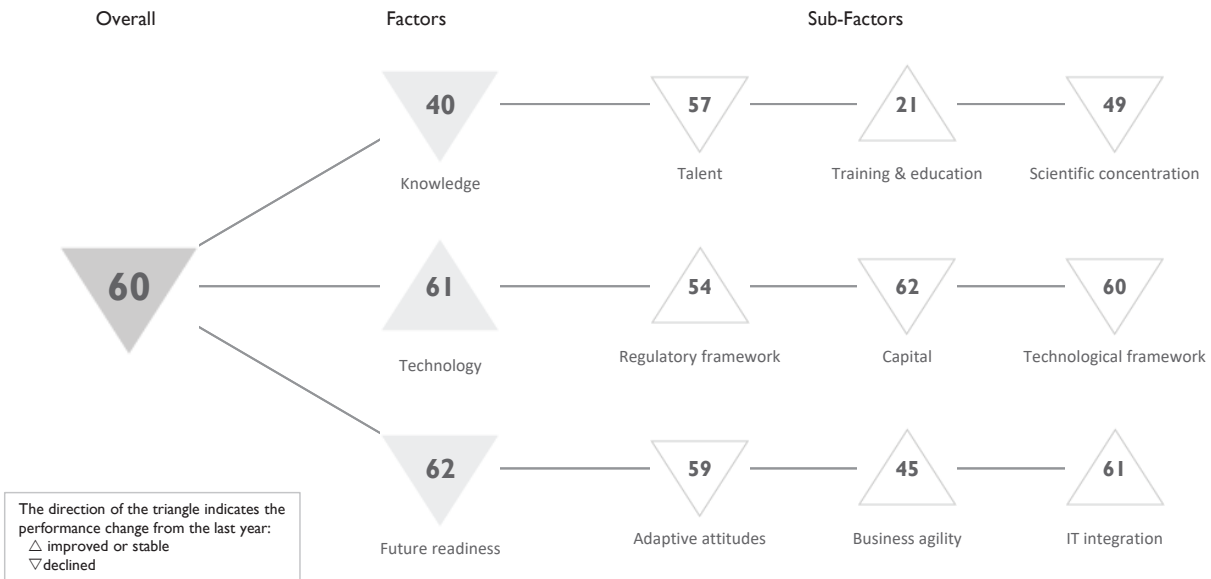 Overall Factors Sub-Factors
40 57 21 49
Knowledge Talent Training & education Scientific concentration
60 61 54 62 60
Technology Regulatory framework Capital Technological framework
62 59 45 61
Future readiness Adaptive attitudes Business agility IT integration
The direction of the triangle indicates the
performance change from the last year:
△ improved or stable
▽declined